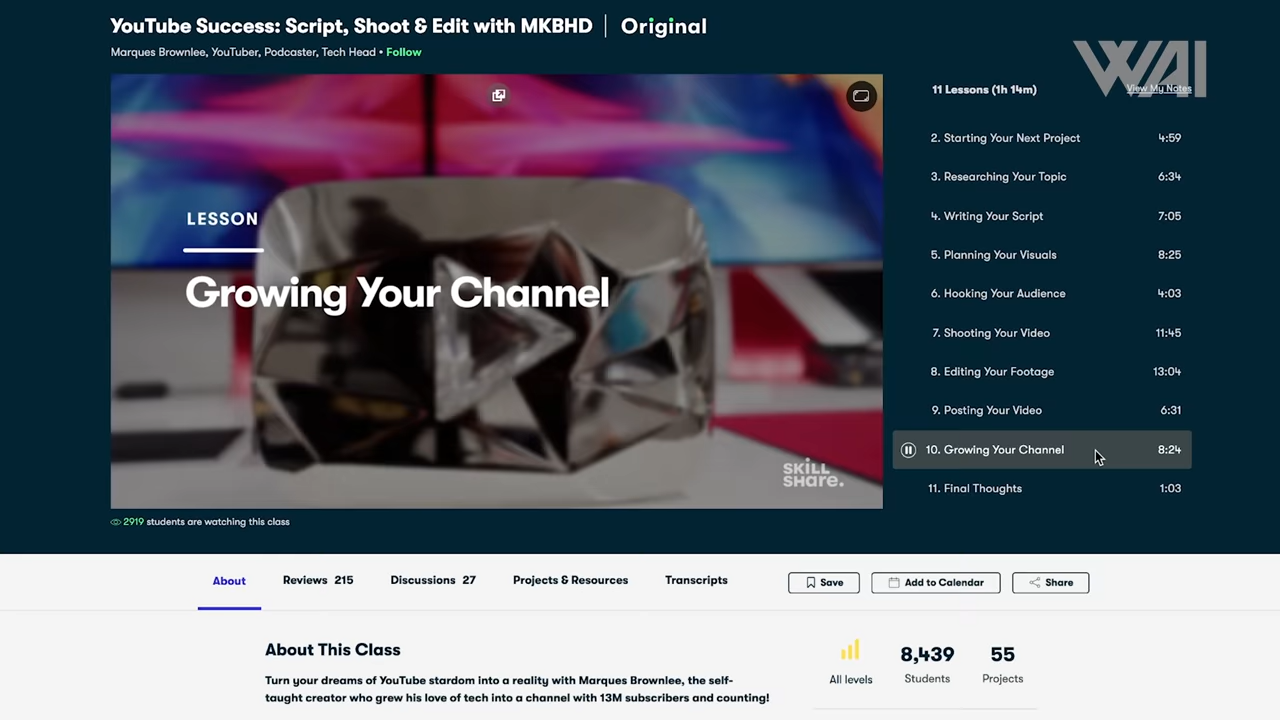 YouTube Success: Script, Shoot & Edit with MKBHD | Original
Marques Brownlee, YouTuber, Podcaster, Tech Head • Follow
WAI
11 Lessons (1h 14m)
View My Notes
LESSON
Growing Your Channel
SKILL
SHARE.
2. Starting Your Next Project 4:59
3. Researching Your Topic 6:34
4. Writing Your Script 7:05
5. Planning Your Visuals 8:25
6. Hooking Your Audience 4:03
7. Shooting Your Video 11:45
8. Editing Your Footage 13:04
9. Posting Your Video 6:31
10. Growing Your Channel 8:24
11. Final Thoughts 1:03
2919 students are watching this class
About Reviews 215 Discussions 27 Projects & Resources Transcripts Save Add to Calendar Share
About This Class
Turn your dreams of YouTube stardom into a reality with Marques Brownlee, the self-
taught creator who grew his love of tech into a channel with 13M subscribers and counting!
8,439 55
All levels Students Projects